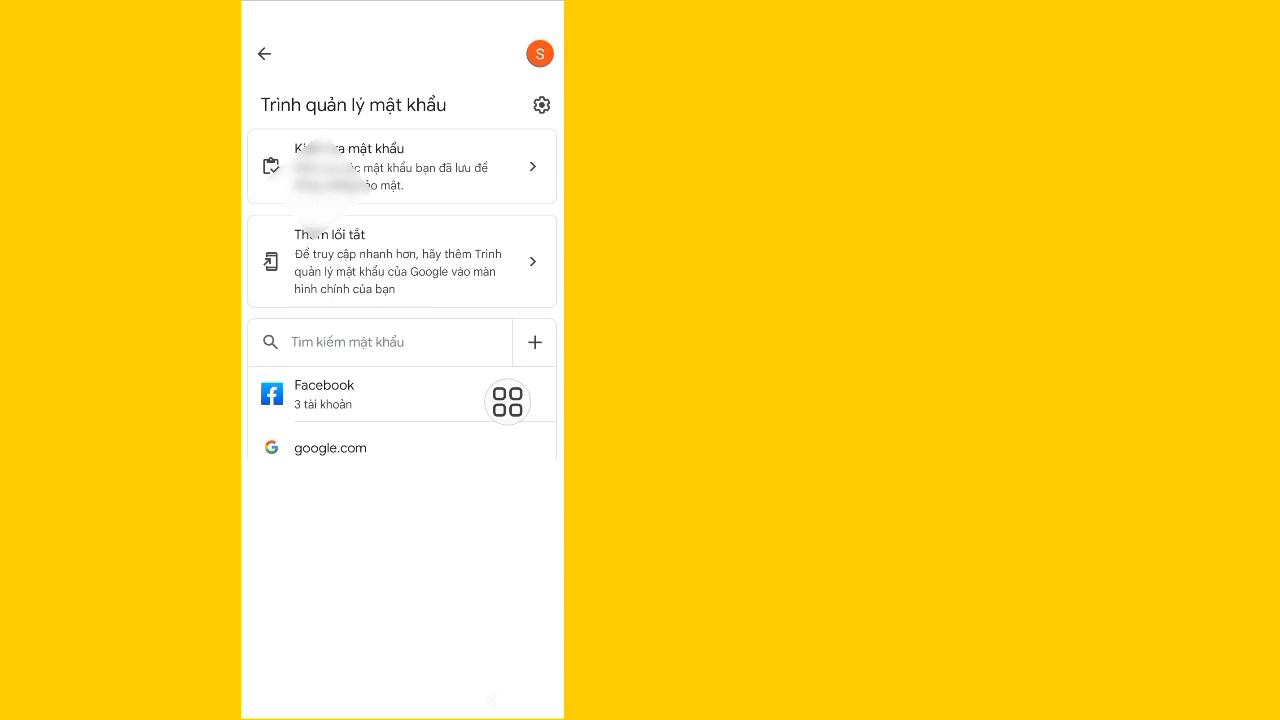 S
Trình quản lý mật khẩu
mật khẩu
mật khẩu bạn đã lưu để
mật.
lối tắt
Để truy cập nhanh hơn, hãy thêm Trình
quản lý mật khẩu của Google vào màn
hình chính của bạn
Tìm kiếm mật khẩu
Facebook
3 tài khoản
google.com